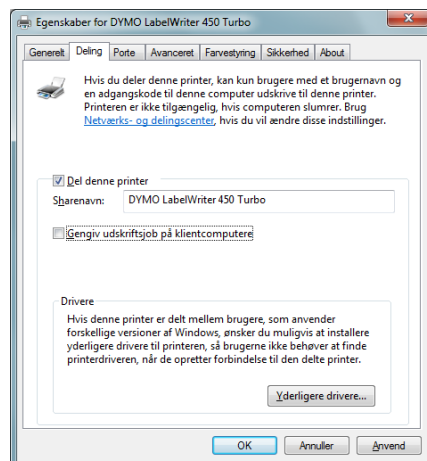 Egenskaber for DYMO LabelWriter 450 Turbo
Generelt Deling Porte Avanceret Farvestyring Sikkerhed About
Hvis du deler denne printer, kan kun brugere med et brugernavn og
en adgangskode til denne computer udskrive til denne printer.
Printeren er ikke tilgængelig, hvis computeren slumrer. Brug
Netværks- og delingscenter, hvis du vil ændre disse indstillinger.
Del denne printer
Sharenavn: DYMO LabelWriter 450 Turbo
Gengiv udskriftsjob på klientcomputere
Drivere
Hvis denne printer er delt mellem brugere, som anvender
forskellige versioner af Windows, ønsker du muligvis at installere
yderligere drivere til printeren, så brugerne ikke behøver at finde
printerdriveren, når de opretter forbindelse til den delte printer.
Yderligere drivere...
OK Annuller Anvend